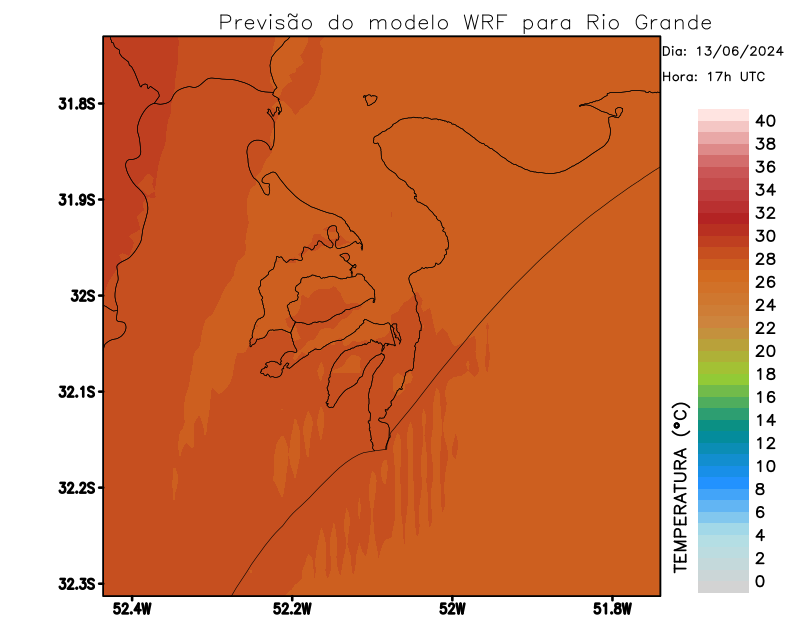 Previsão do modelo WRF para Rio Grande
Dia: 13/06/2024
Hora: 17h UTC
31.8S
31.9S
32S
32.1S
32.2S
32.3S
52.4W
52.2W
52W
51.8W
TEMPERATURA (°C)
40
38
36
34
32
30
28
26
24
22
20
18
16
14
12
10
8
6
4
2
0